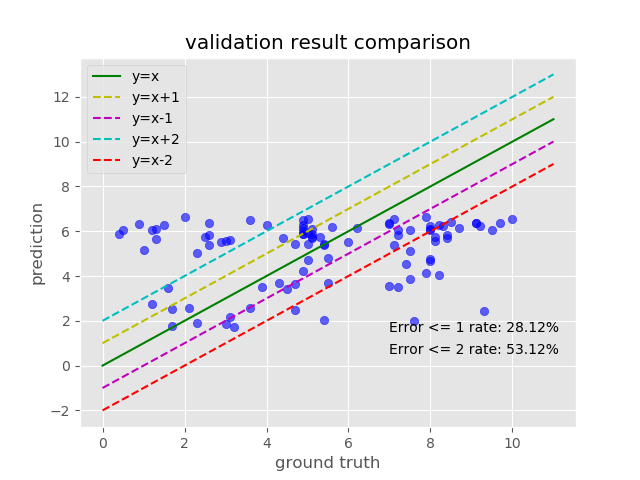 validation result comparison
y=x
y=x+1
y=x-1
y=x+2
y=x-2
12
10
8
6
4
2
0
−2
prediction
Error <= 1 rate: 28.12%
Error <= 2 rate: 53.12%
0 2 4 6 8 10
ground truth